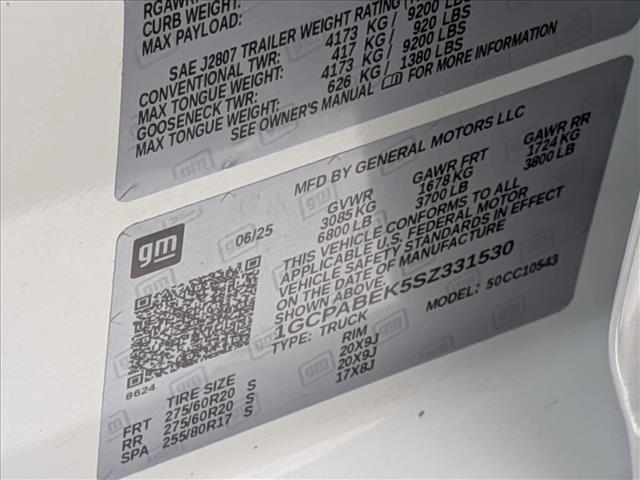 RGAWR
CURB WEIGHT:
MAX PAYLOAD:
SAE J2807 TRAILER WEIGHT RATING
CONVENTIONAL TWR: 4173 KG / 9200 LBS
MAX TONGUE WEIGHT: 417 KG / 920 LBS
GOOSENECK TWR: 4173 KG / 9200 LBS
MAX TONGUE WEIGHT: 626 KG / 1380 LBS
SEE OWNER'S MANUAL FOR MORE INFORMATION
MFD BY GENERAL MOTORS LLC
gm 06/25 GVWR GAWR FRT GAWR RR
3085 KG 1678 KG 1724 KG
6800 LB 3700 LB 3800 LB
THIS VEHICLE CONFORMS TO ALL
APPLICABLE U.S. FEDERAL MOTOR
VEHICLE SAFETY STANDARDS IN EFFECT
ON THE DATE OF MANUFACTURE
SHOWN ABOVE.
1GCPABEK5SZ331530
TYPE: TRUCK MODEL: 50CC10543
8624
TIRE SIZE RIM
FRT 275/60R20 S 20X9J
RR 275/60R20 S 20X9J
SPA 255/80R17 S 17X8J